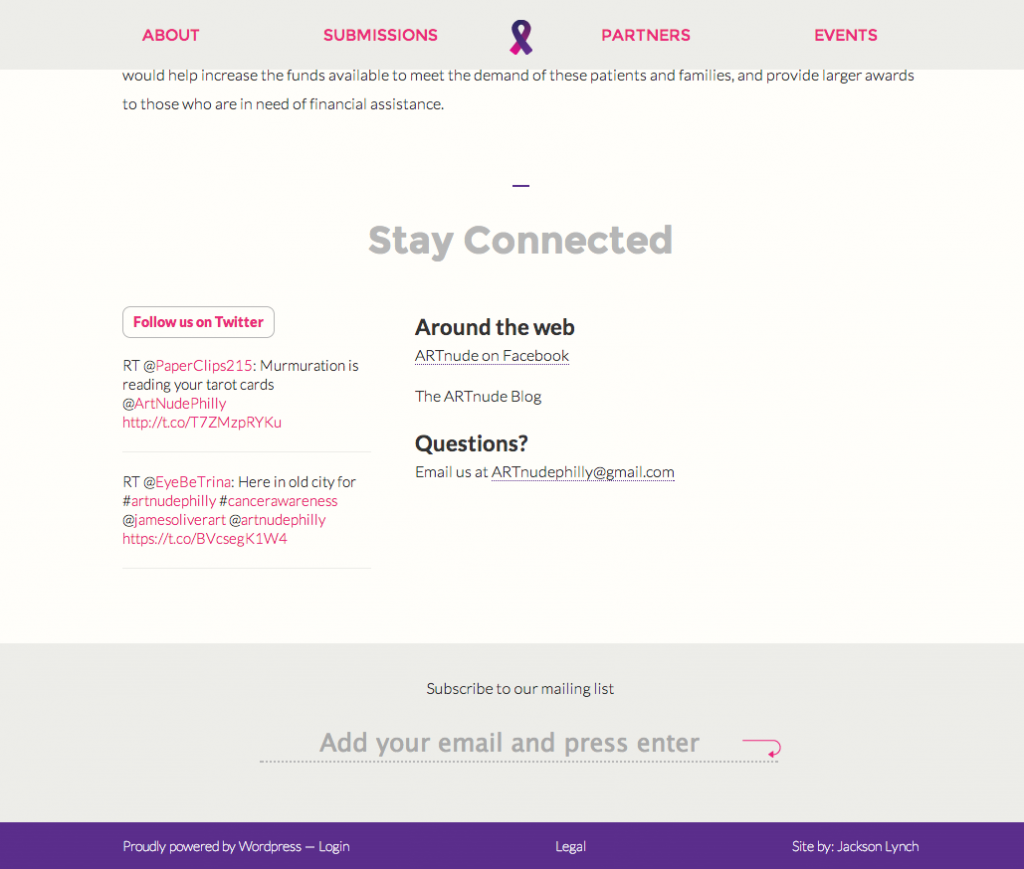 ABOUT
SUBMISSIONS
PARTNERS
EVENTS
would help increase the funds available to meet the demand of these patients and families, and provide larger awards
to those who are in need of financial assistance.
Stay Connected
Follow us on Twitter
RT @PaperClips215: Murmuration is
reading your tarot cards
@ArtNudePhilly
http://t.co/T7ZMzpRYKu
RT @EyeBeTrina: Here in old city for
#artnudephilly #cancerawareness
@jamesoliverart @artnudephilly
https://t.co/BVcsegK1W4
Around the web
ARTnude on Facebook
The ARTnude Blog
Questions?
Email us at ARTnudephilly@gmail.com
Subscribe to our mailing list
Add your email and press enter
Proudly powered by Wordpress — Login
Legal
Site by: Jackson Lynch